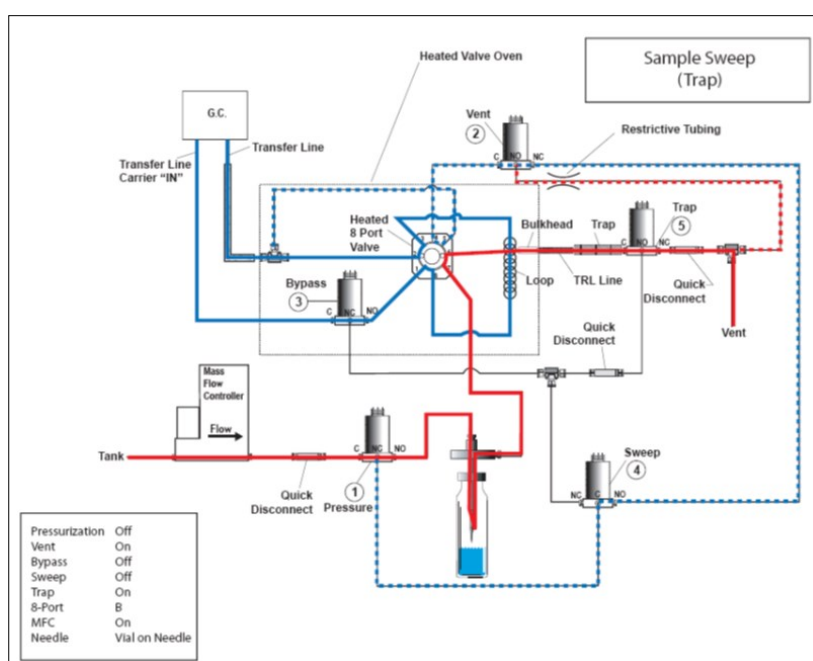 Sample Sweep
(Trap)
Heated Valve Oven
G.C.
Transfer Line
Transfer Line
Carrier "IN"
Vent
2
C NO NC
Restrictive Tubing
Heated
8 Port
Valve
Bulkhead
Trap
Trap
5
C NO NC
TRL Line
Loop
Quick
Disconnect
Vent
Bypass
3
C NC NO
Quick
Disconnect
Mass
Flow
Controller
Flow
Tank
C NC NO
Quick
Disconnect
1
Pressure
Sweep
4
NC C NO
Pressurization Off
Vent On
Bypass Off
Sweep Off
Trap On
8-Port B
MFC On
Needle Vial on Needle